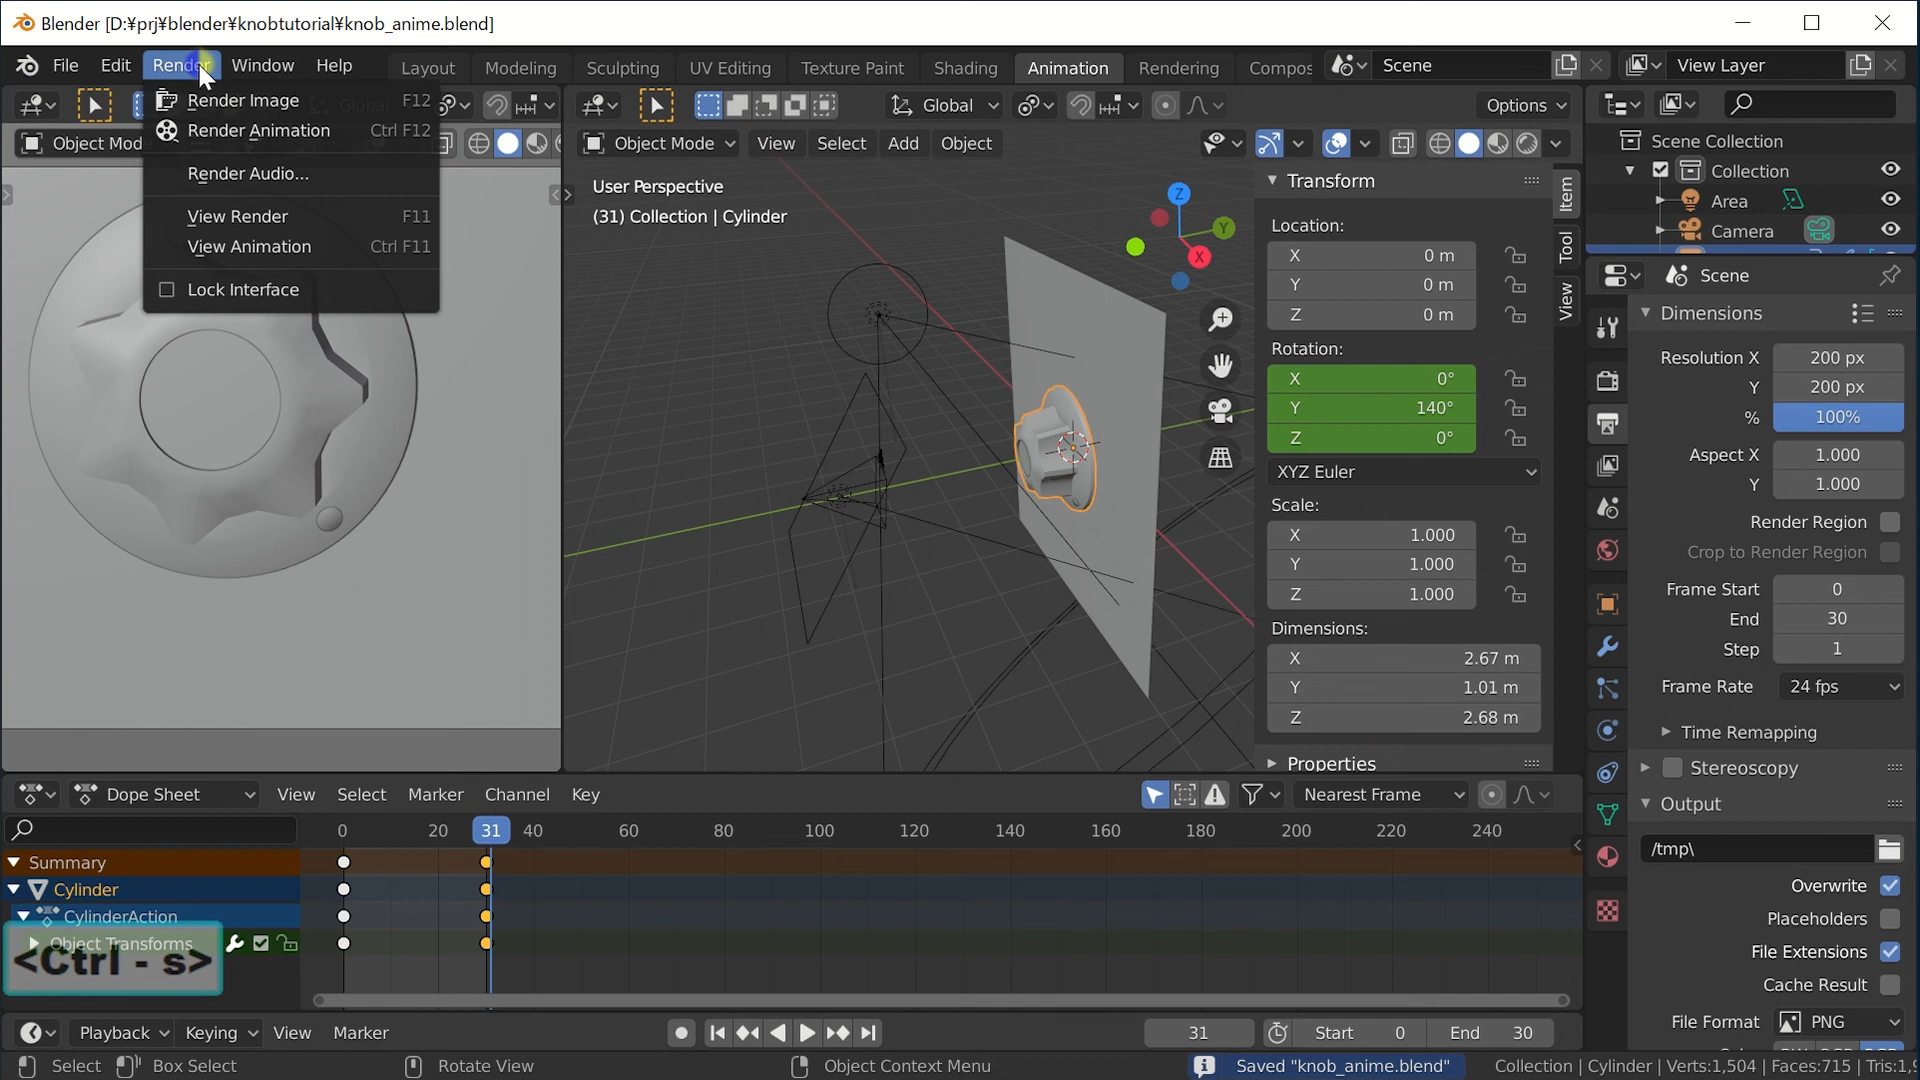 Blender [D:¥prj¥blender¥knobtutorial¥knob_anime.blend]
File Edit Render Window Help Layout Modeling Sculpting UV Editing Texture Paint Shading Animation Rendering Compos Scene View Layer
Render Image F12
Render Animation Ctrl F12
Render Audio...
View Render F11
View Animation Ctrl F11
Lock Interface
Global Options
Object Mode
Object Mode View Select Add Object
User Perspective
(31) Collection | Cylinder
Z
Y
X
Transform
Location:
X 0 m
Y 0 m
Z 0 m
Rotation:
X 0°
Y 140°
Z 0°
XYZ Euler
Scale:
X 1.000
Y 1.000
Z 1.000
Dimensions:
X 2.67 m
Y 1.01 m
Z 2.68 m
Properties
Item
Tool
View
Scene Collection
Collection
Area
Camera
Scene
Dimensions
Resolution X 200 px
Y 200 px
% 100%
Aspect X 1.000
Y 1.000
Render Region
Crop to Render Region
Frame Start 0
End 30
Step 1
Frame Rate 24 fps
Time Remapping
Stereoscopy
Output
/tmp\
Overwrite
Placeholders
File Extensions
Cache Result
File Format PNG
Dope Sheet View Select Marker Channel Key Nearest Frame
0 20 31 40 60 80 100 120 140 160 180 200 220 240
Summary
Cylinder
CylinderAction
Object Transforms
<Ctrl - s>
Playback Keying View Marker 31 Start 0 End 30
Select Box Select Rotate View Object Context Menu Saved "knob_anime.blend" Collection | Cylinder | Verts:1,504 | Faces:715 | Tris:1,9